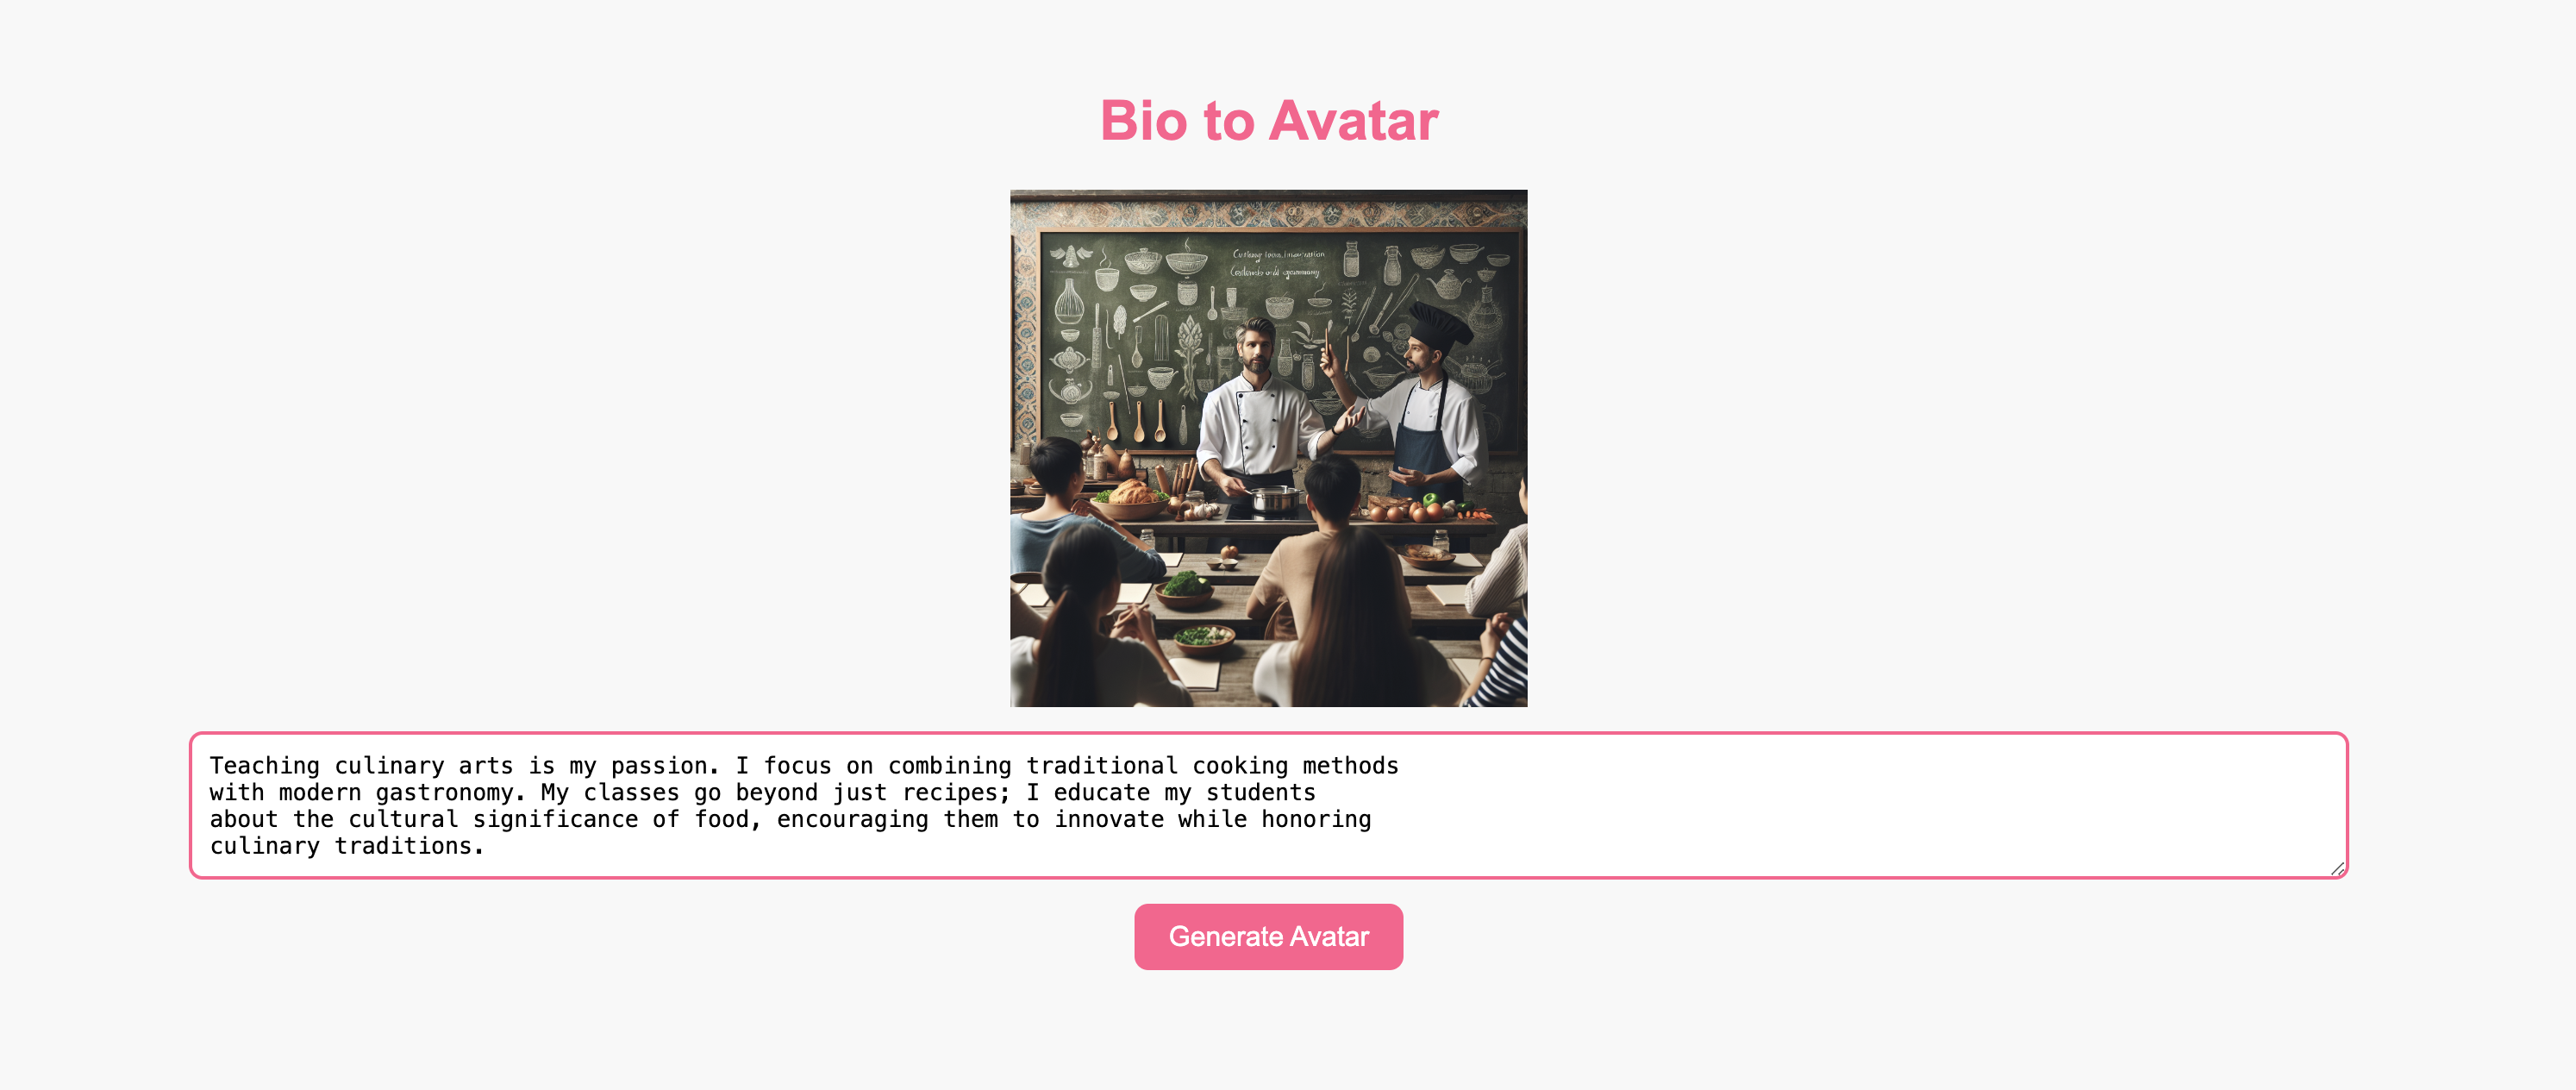 Bio to Avatar
Teaching culinary arts is my passion. I focus on combining traditional cooking methods
with modern gastronomy. My classes go beyond just recipes; I educate my students
about the cultural significance of food, encouraging them to innovate while honoring
culinary traditions.
Generate Avatar